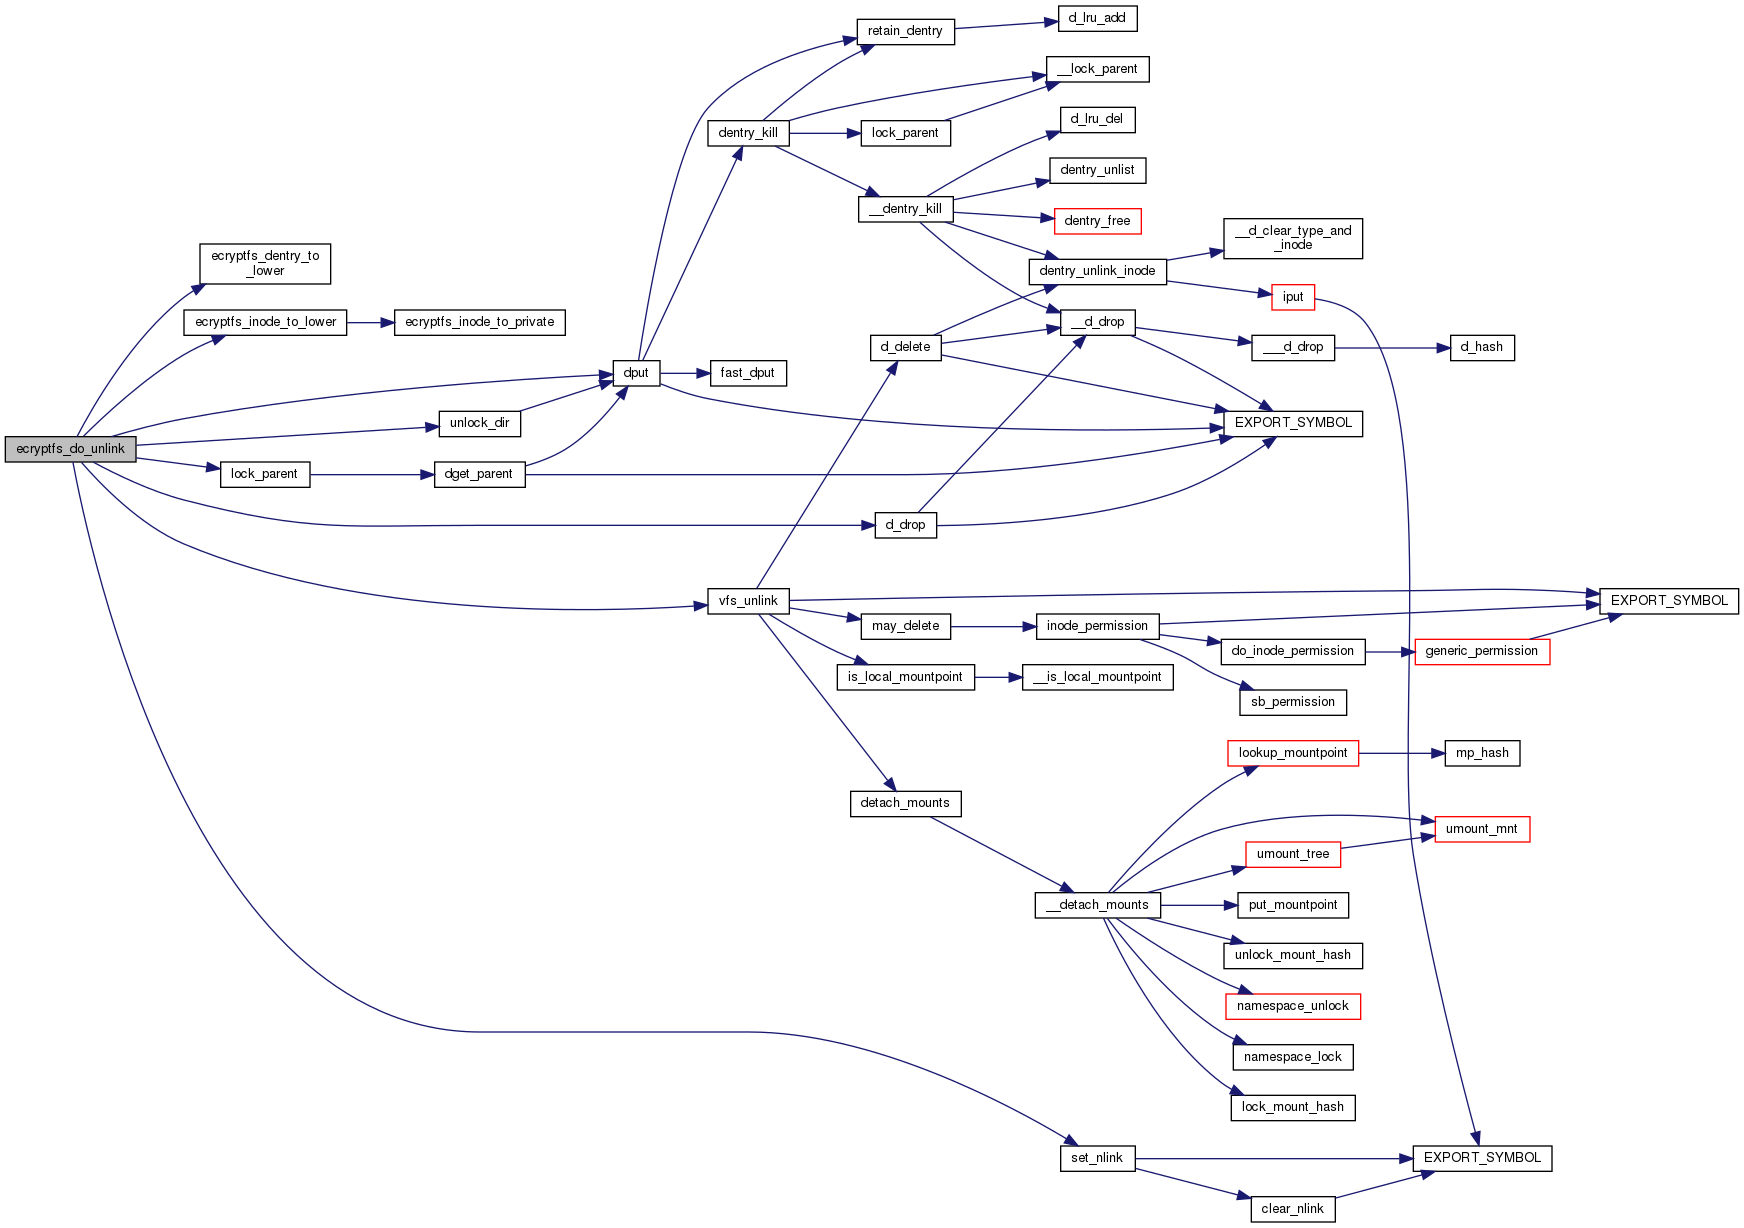 d_lru_add
retain_dentry
__lock_parent
d_lru_del
dentry_kill
lock_parent
dentry_unlist
__dentry_kill
dentry_free
__d_clear_type_and
_inode
ecryptfs_dentry_to
_lower
dentry_unlink_inode
iput
ecryptfs_inode_to_lower
ecryptfs_inode_to_private
__d_drop
d_delete
___d_drop
d_hash
dput
fast_dput
unlock_dir
EXPORT_SYMBOL
ecryptfs_do_unlink
lock_parent
dget_parent
d_drop
vfs_unlink
EXPORT_SYMBOL
may_delete
inode_permission
do_inode_permission
generic_permission
is_local_mountpoint
__is_local_mountpoint
sb_permission
lookup_mountpoint
mp_hash
detach_mounts
umount_mnt
umount_tree
__detach_mounts
put_mountpoint
unlock_mount_hash
namespace_unlock
namespace_lock
lock_mount_hash
set_nlink
EXPORT_SYMBOL
clear_nlink